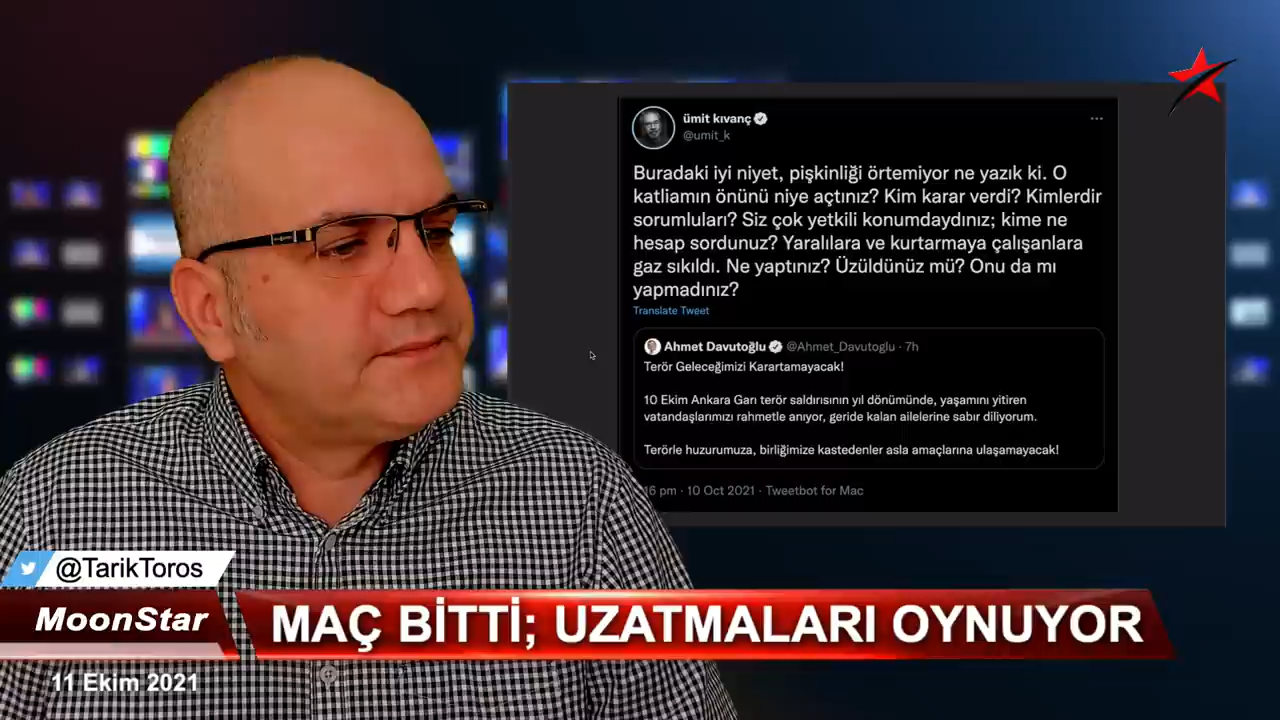 ümit kıvanç
@umit_k
Buradaki iyi niyet, pişkinliği örtemiyor ne yazık ki. O
katliamın önünü niye açtınız? Kim karar verdi? Kimlerdir
sorumluları? Siz çok yetkili konumdaydınız; kime ne
hesap sordunuz? Yaralılara ve kurtarmaya çalışanlara
gaz sıkıldı. Ne yaptınız? Üzüldünüz mü? Onu da mı
yapmadınız?
Translate Tweet
Ahmet Davutoğlu @Ahmet_Davutoglu · 7h
Terör Geleceğimizi Karartamayacak!
10 Ekim Ankara Garı terör saldırısının yıl dönümünde, yaşamını yitiren
vatandaşlarımızı rahmetle anıyor, geride kalan ailelerine sabır diliyorum.
Terörle huzurumuza, birliğimize kastedenler asla amaçlarına ulaşamayacak!
16 pm · 10 Oct 2021 · Tweetbot for Mac
@TarikToros
MoonStar
MAÇ BİTTİ; UZATMALARI OYNUYOR
11 Ekim 2021